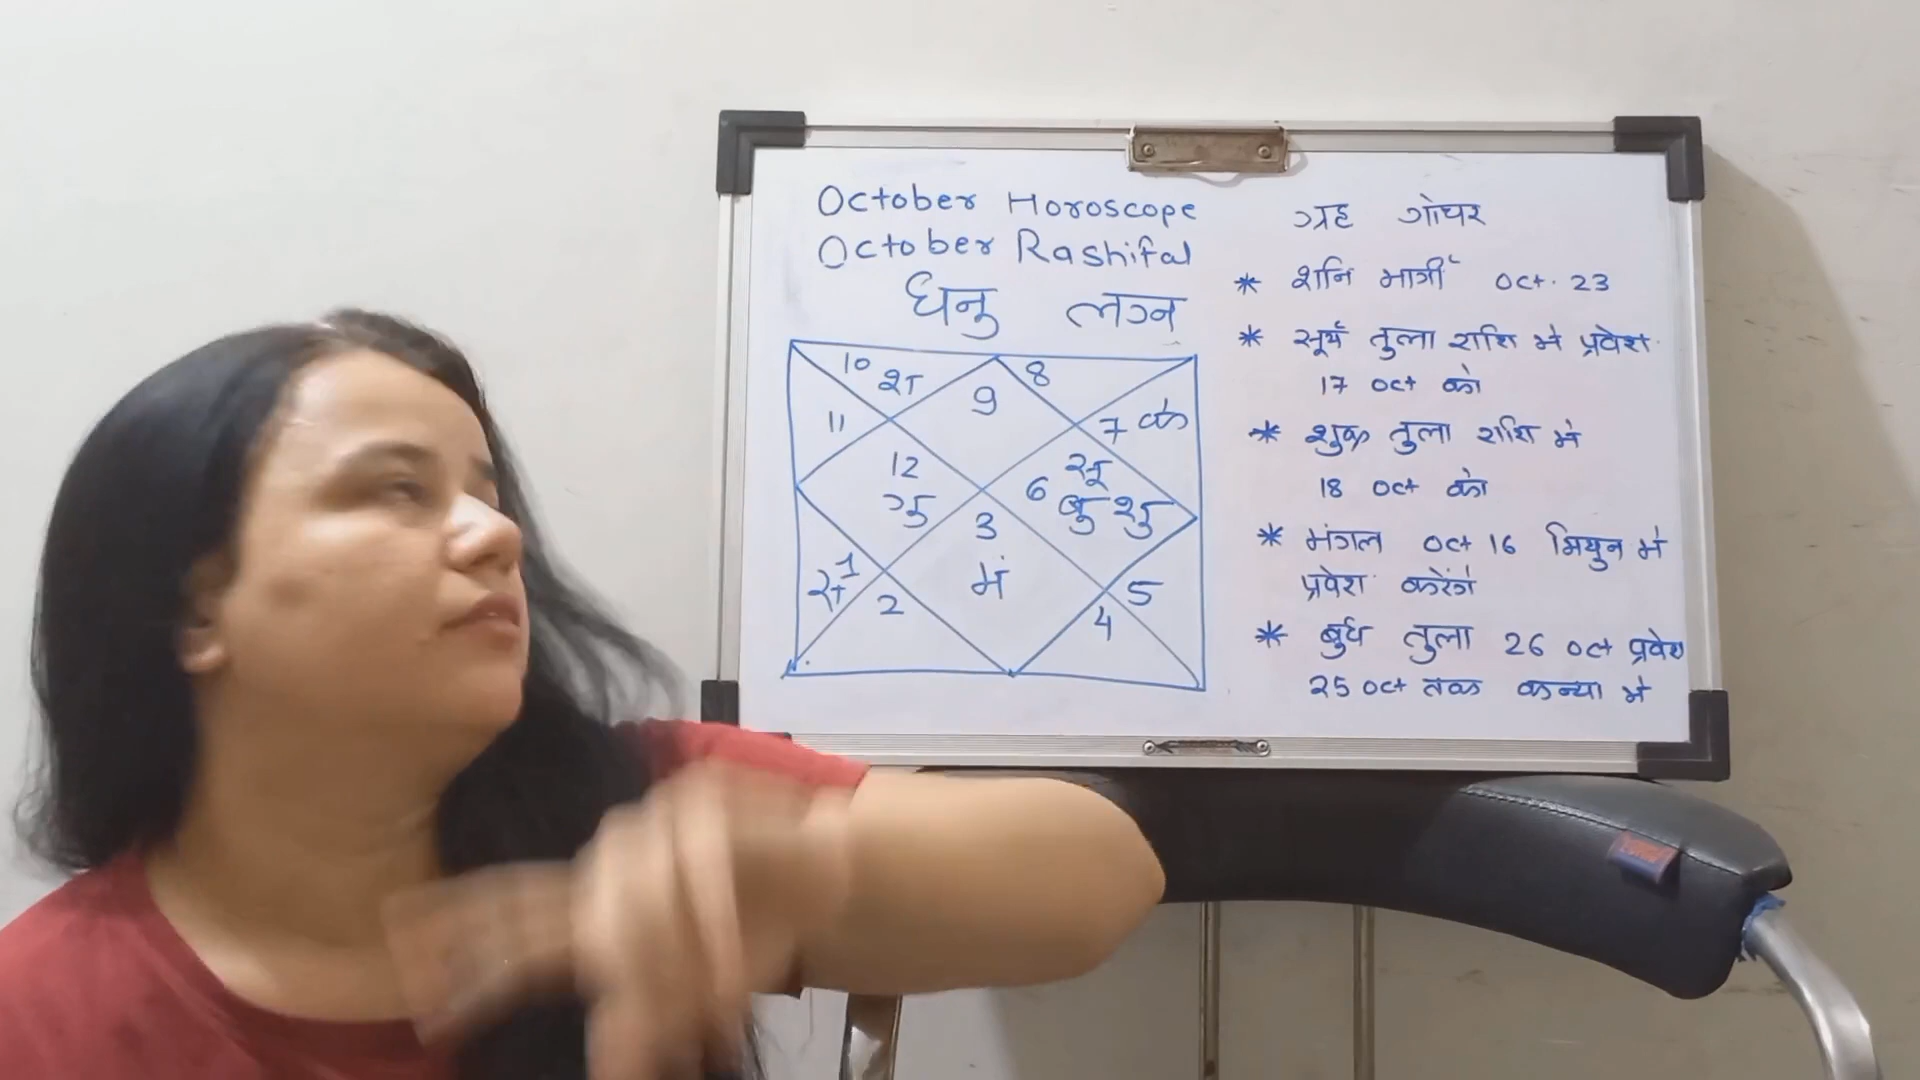 October Horoscope
October Rashifal
धनु लग्न
10 श
8
9
11
7 के
12
गु
6 सू
बु शु
3
मं
1
रा
2
5
4
ग्रह गोचर
* शनि मार्गी Oct. 23
* सूर्य तुला राशि मे प्रवेश
17 Oct को
* शुक्र तुला राशि मे
18 Oct को
* मंगल Oct 16 मिथुन मे
प्रवेश करेंगे
* बुध तुला 26 Oct प्रवेश
25 Oct तक कन्या मे